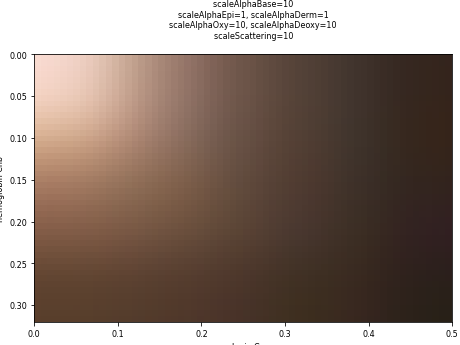 scaleAlphaBase=10
scaleAlphaEpi=1, scaleAlphaDerm=1
scaleAlphaOxy=10, scaleAlphaDeoxy=10
scaleScattering=10
0.00
0.05
0.10
0.15
0.20
0.25
0.30
0.0 0.1 0.2 0.3 0.4 0.5